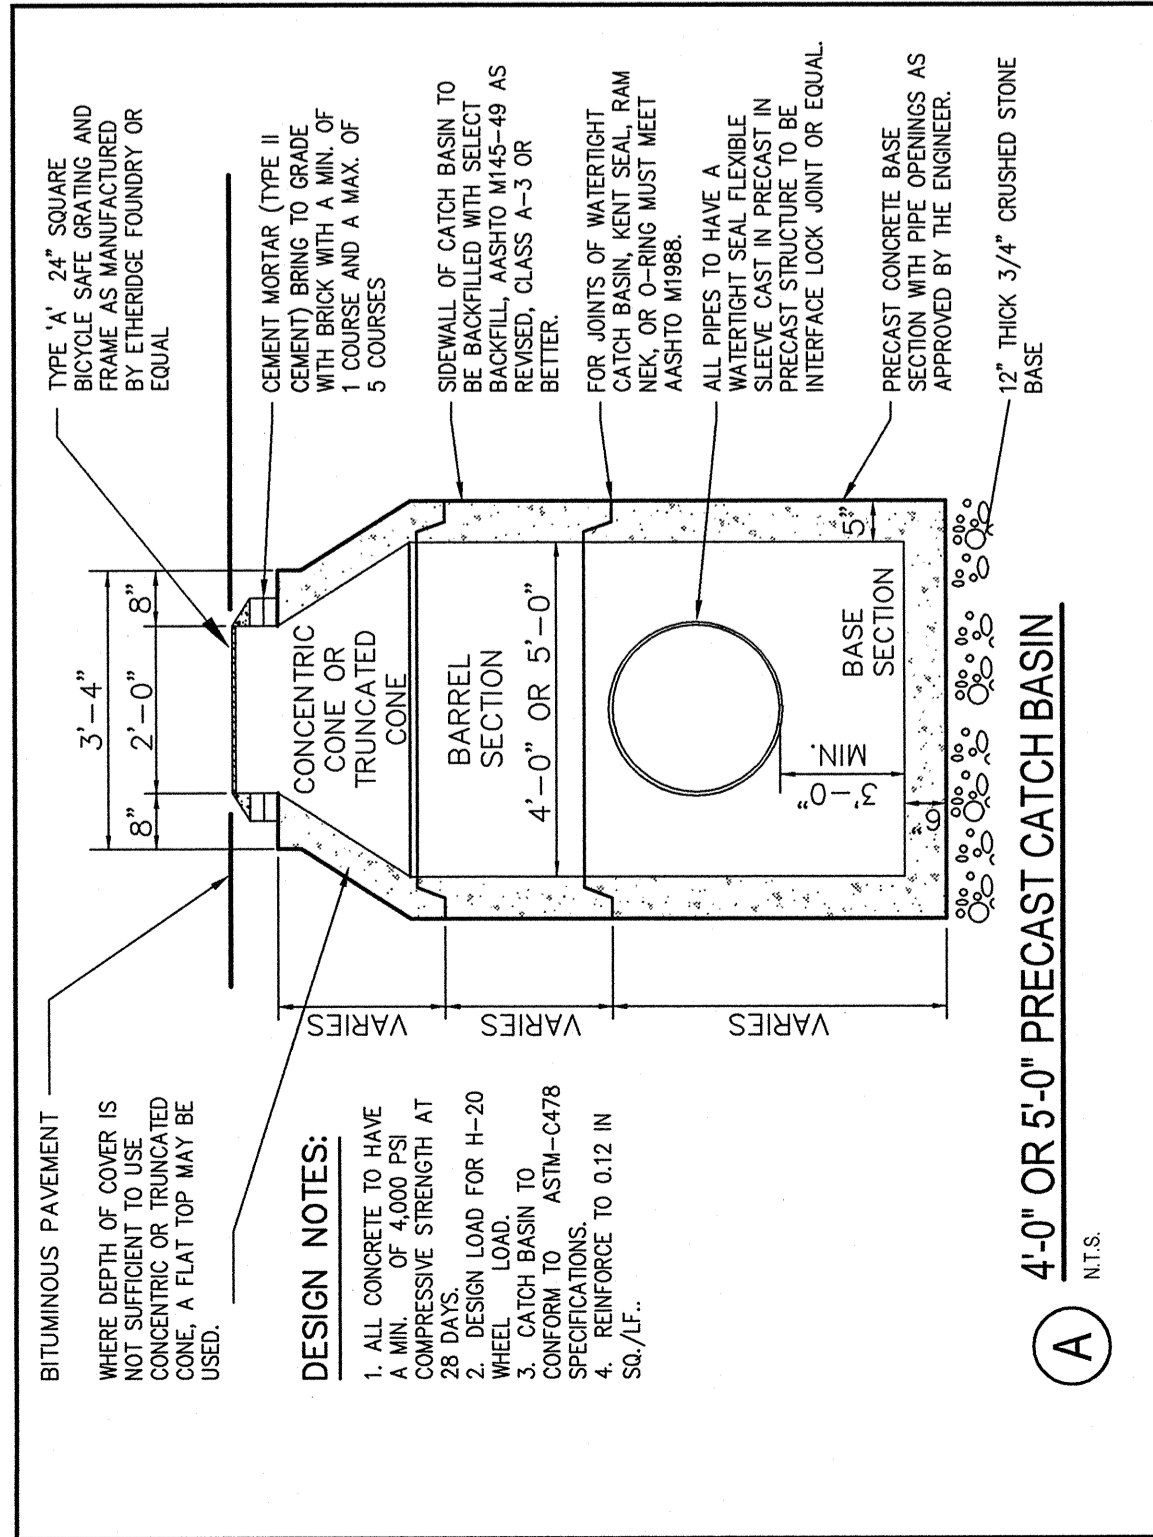 BITUMINOUS PAVEMENT
WHERE DEPTH OF COVER IS
NOT SUFFICIENT TO USE
CONCENTRIC OR TRUNCATED
CONE, A FLAT TOP MAY BE
USED.
DESIGN NOTES:
1. ALL CONCRETE TO HAVE
A MIN. OF 4,000 PSI
COMPRESSIVE STRENGTH AT
28 DAYS.
2. DESIGN LOAD FOR H-20
WHEEL LOAD.
3. CATCH BASIN TO
CONFORM TO ASTM-C478
SPECIFICATIONS.
4. REINFORCE TO 0.12 IN
SQ./LF..
3'-4"
8"
2'-0"
8"
CONCENTRIC
CONE OR
TRUNCATED
CONE
BARREL
SECTION
4'-0" OR 5'-0"
3'-0"
MIN.
BASE
SECTION
5"
6"
VARIES
VARIES
VARIES
TYPE 'A' 24" SQUARE
BICYCLE SAFE GRATING AND
FRAME AS MANUFACTURED
BY ETHERIDGE FOUNDRY OR
EQUAL
CEMENT MORTAR (TYPE II
CEMENT) BRING TO GRADE
WITH BRICK WITH A MIN. OF
1 COURSE AND A MAX. OF
5 COURSES
SIDEWALL OF CATCH BASIN TO
BE BACKFILLED WITH SELECT
BACKFILL, AASHTO M145-49 AS
REVISED, CLASS A-3 OR
BETTER.
FOR JOINTS OF WATERTIGHT
CATCH BASIN, KENT SEAL, RAM
NEK, OR O-RING MUST MEET
AASHTO M1988.
ALL PIPES TO HAVE A
WATERTIGHT SEAL FLEXIBLE
SLEEVE CAST IN PRECAST IN
PRECAST STRUCTURE TO BE
INTERFACE LOCK JOINT OR EQUAL.
PRECAST CONCRETE BASE
SECTION WITH PIPE OPENINGS AS
APPROVED BY THE ENGINEER.
12" THICK 3/4" CRUSHED STONE
BASE
A
4'-0" OR 5'-0" PRECAST CATCH BASIN
N.T.S.